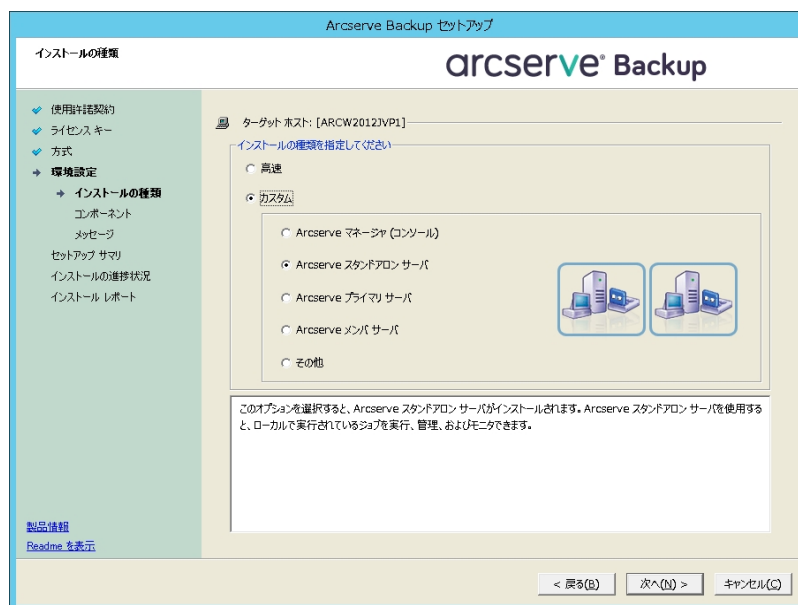 Arcserve Backup セットアップ
インストールの種類
arcserve® Backup
使用許諾契約
ライセンス キー
方式
環境設定
インストールの種類
コンポーネント
メッセージ
セットアップ サマリ
インストールの進捗状況
インストール レポート
製品情報
Readme を表示
ターゲット ホスト: [ARCW2012JVP1]
インストールの種類を指定してください
高速
カスタム
Arcserve マネージャ (コンソール)
Arcserve スタンドアロン サーバ
Arcserve プライマリ サーバ
Arcserve メンバ サーバ
その他
このオプションを選択すると、Arcserve スタンドアロン サーバがインストールされます。Arcserve スタンドアロン サーバを使用する
と、ローカルで実行されているジョブを実行、管理、およびモニタできます。
< 戻る(B)
次へ(N) >
キャンセル(C)